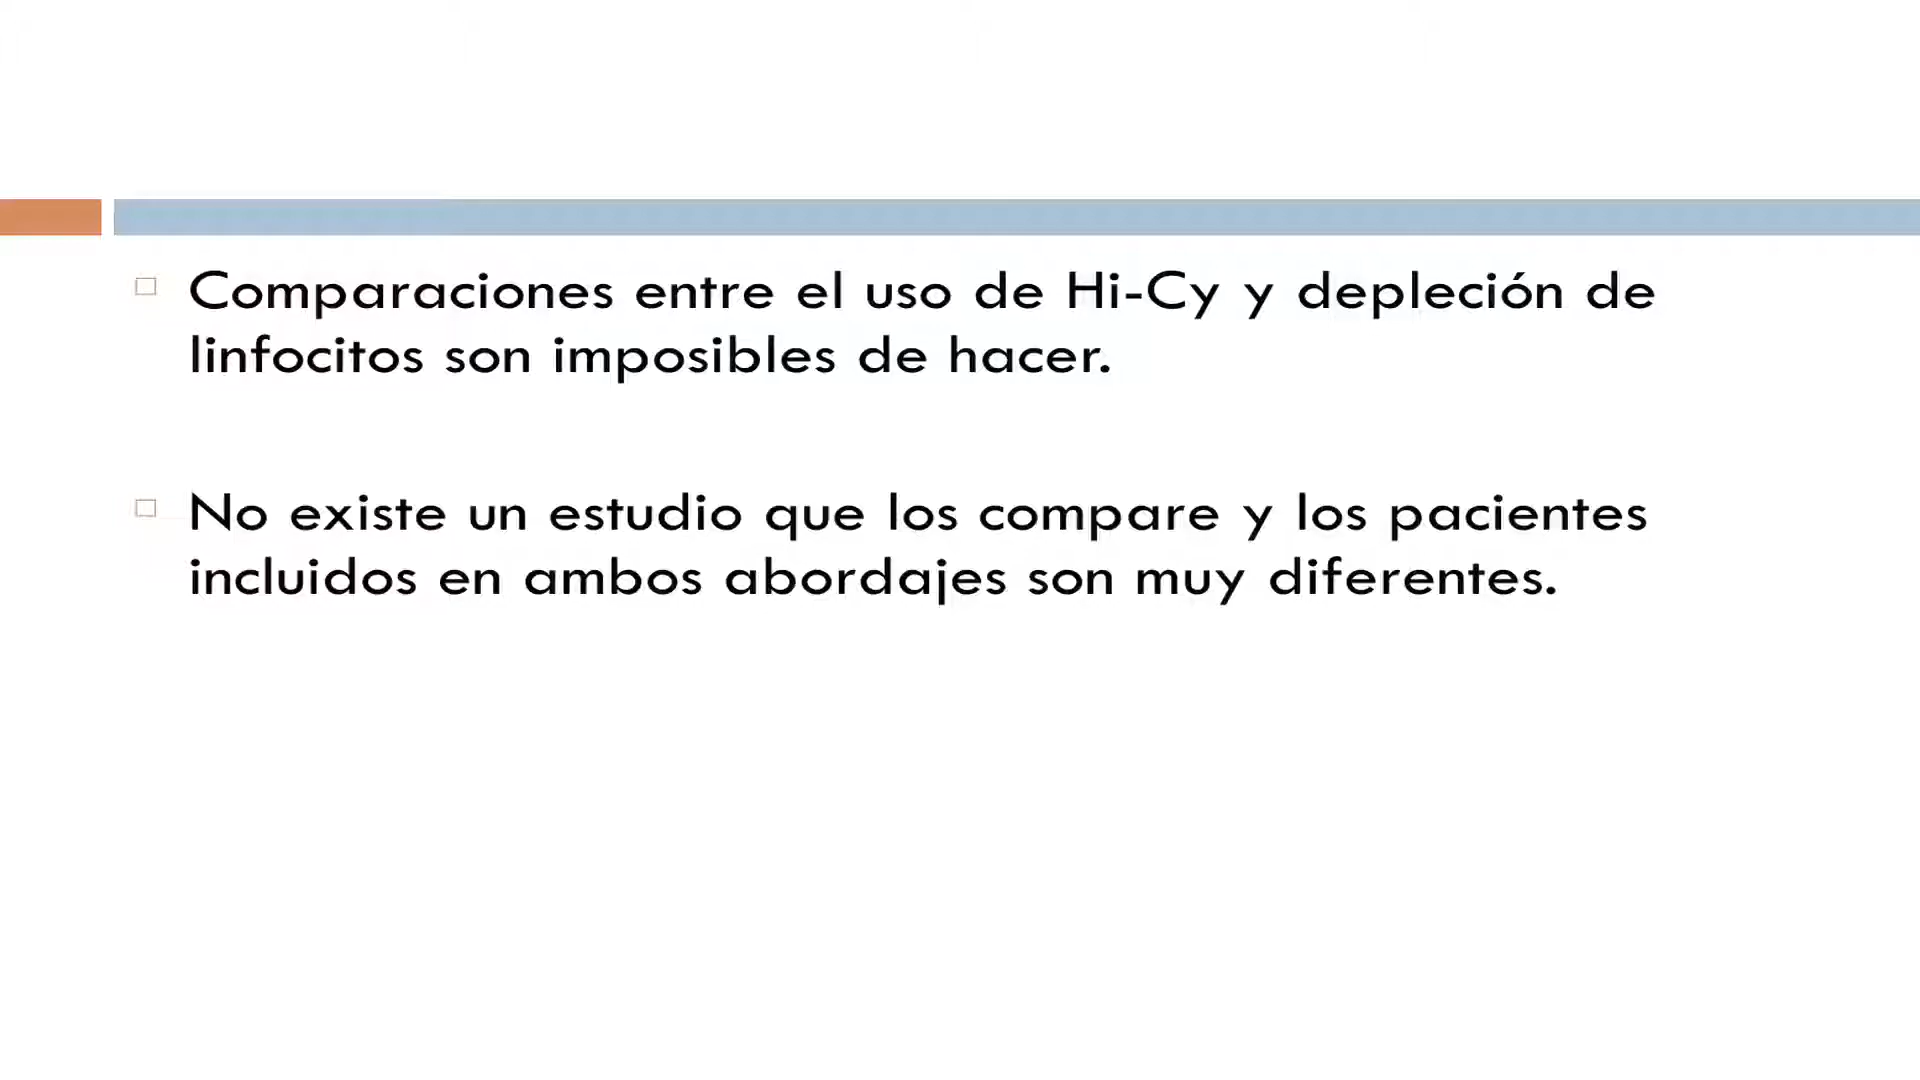 Comparaciones entre el uso de Hi-Cy y depleción de
linfocitos son imposibles de hacer.
No existe un estudio que los compare y los pacientes
incluidos en ambos abordajes son muy diferentes.